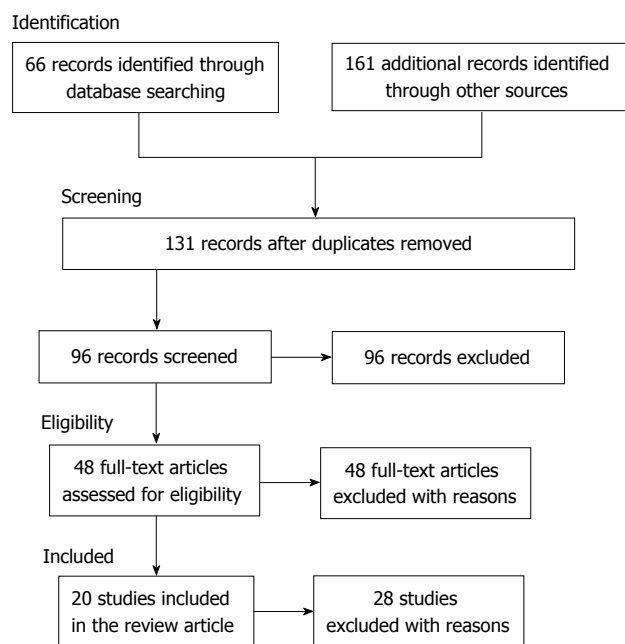 Identification
66 records identified through
database searching
161 additional records identified
through other sources
Screening
131 records after duplicates removed
96 records screened
96 records excluded
Eligibility
48 full-text articles
assessed for eligibility
48 full-text articles
excluded with reasons
Included
20 studies included
in the review article
28 studies
excluded with reasons